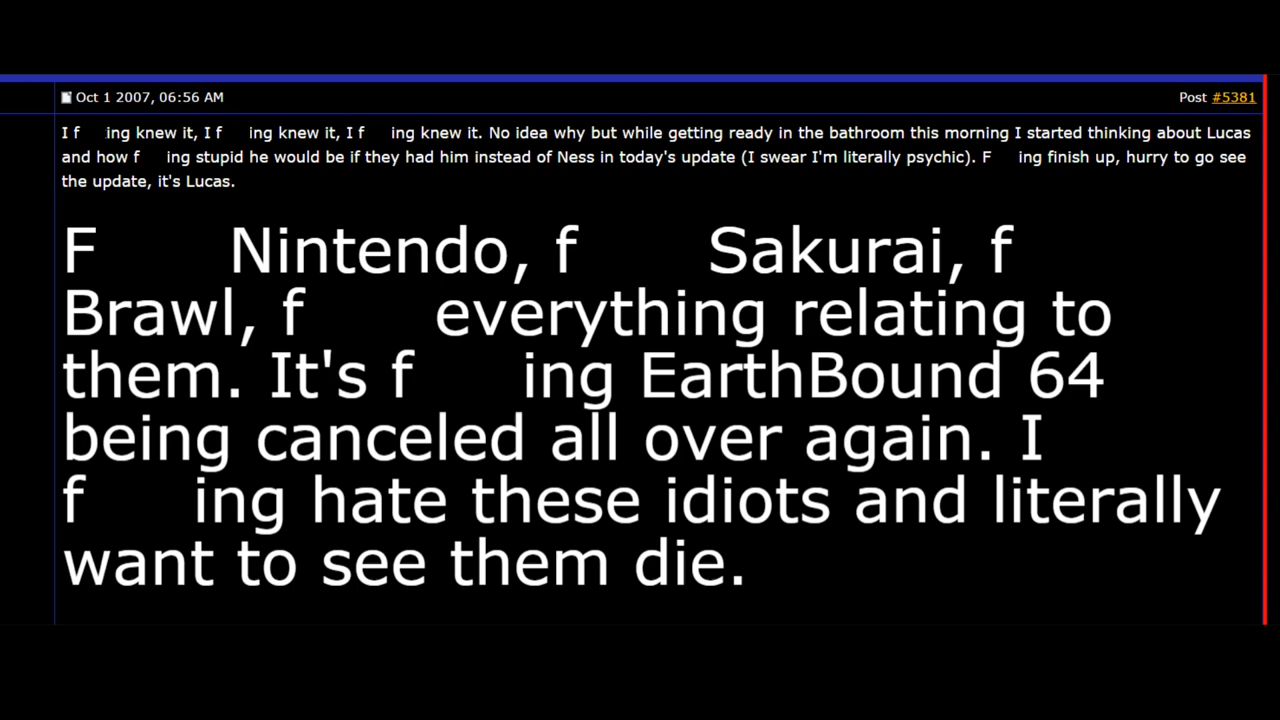 Oct 1 2007, 06:56 AM Post #5381
I f ing knew it, I f ing knew it, I f ing knew it. No idea why but while getting ready in the bathroom this morning I started thinking about Lucas
and how f ing stupid he would be if they had him instead of Ness in today's update (I swear I'm literally psychic). F ing finish up, hurry to go see
the update, it's Lucas.
F Nintendo, f Sakurai, f
Brawl, f everything relating to
them. It's f ing EarthBound 64
being canceled all over again. I
f ing hate these idiots and literally
want to see them die.